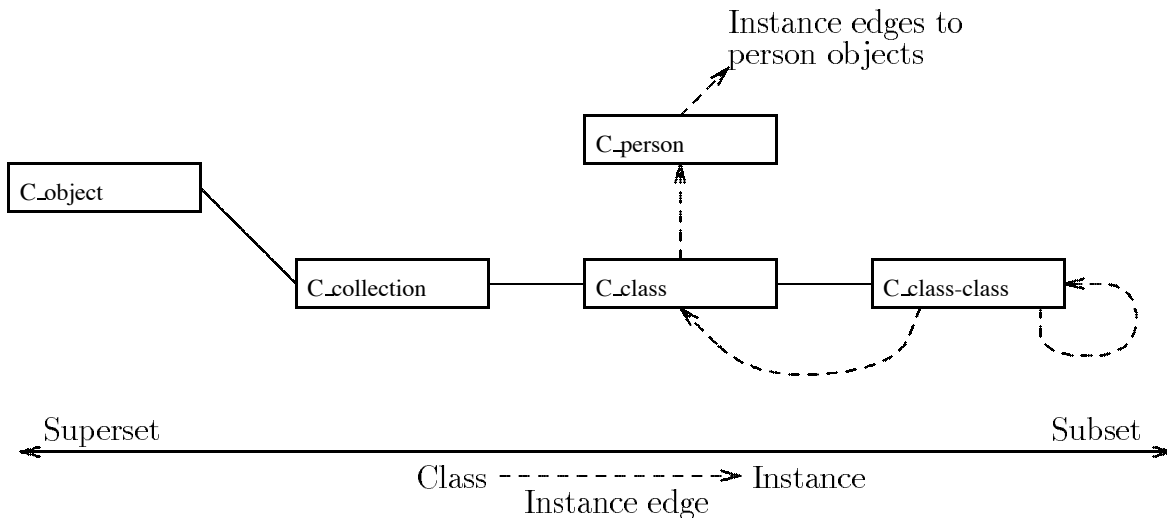 Instance edges to
person objects
C_person
C_object
C_collection
C_class
C_class-class
Superset
Subset
Class
Instance
Instance edge